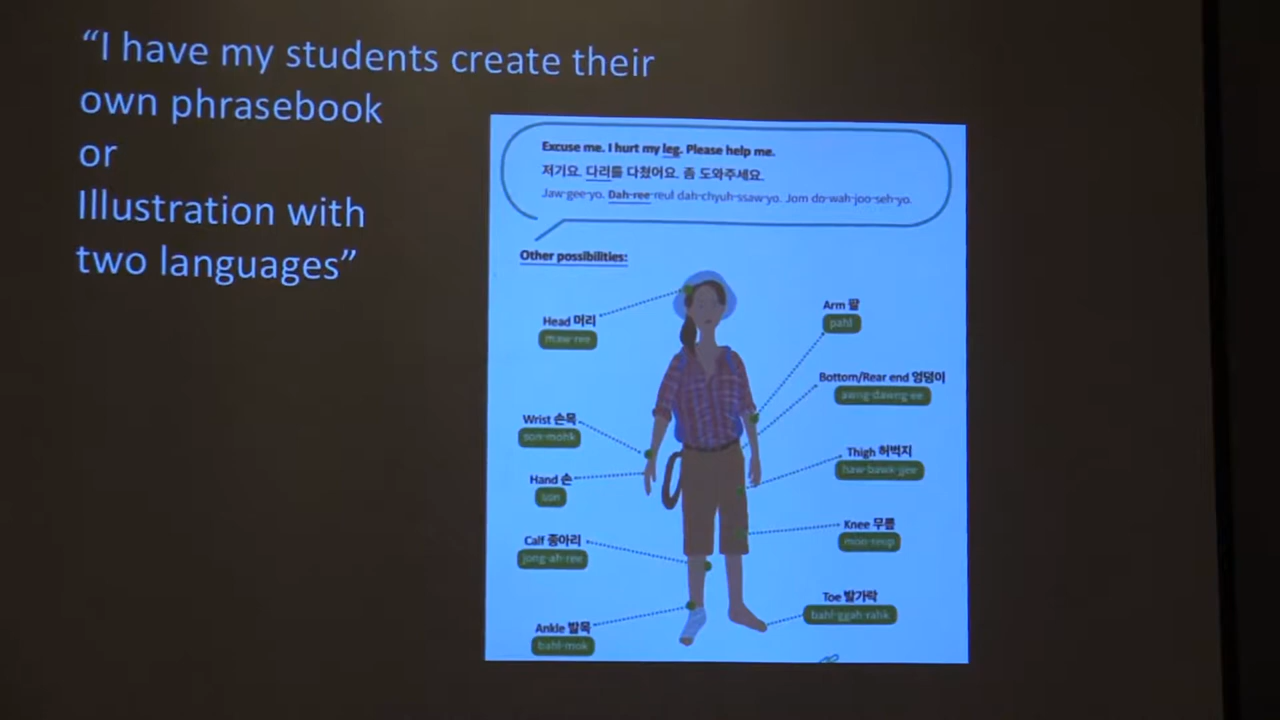 “I have my students create their
own phrasebook
or
Illustration with
two languages”
Excuse me. I hurt my leg. Please help me.
저기요. 다리를 다쳤어요. 좀 도와주세요.
Jaw-gee-yo. Dah-ree-reul dah-chyuh-ssaw-yo. Jom do-wah-joo-seh-yo.
Other possibilities:
Head 머리
maw-ree
Wrist 손목
son-mohk
Hand 손
son
Calf 종아리
jong-ah-ree
Ankle 발목
bahl-mok
Arm 팔
pahl
Bottom/Rear end 엉덩이
awng-dawng-ee
Thigh 허벅지
haw-bawk-jjee
Knee 무릎
moo-reup
Toe 발가락
bahl-ggah-rahk